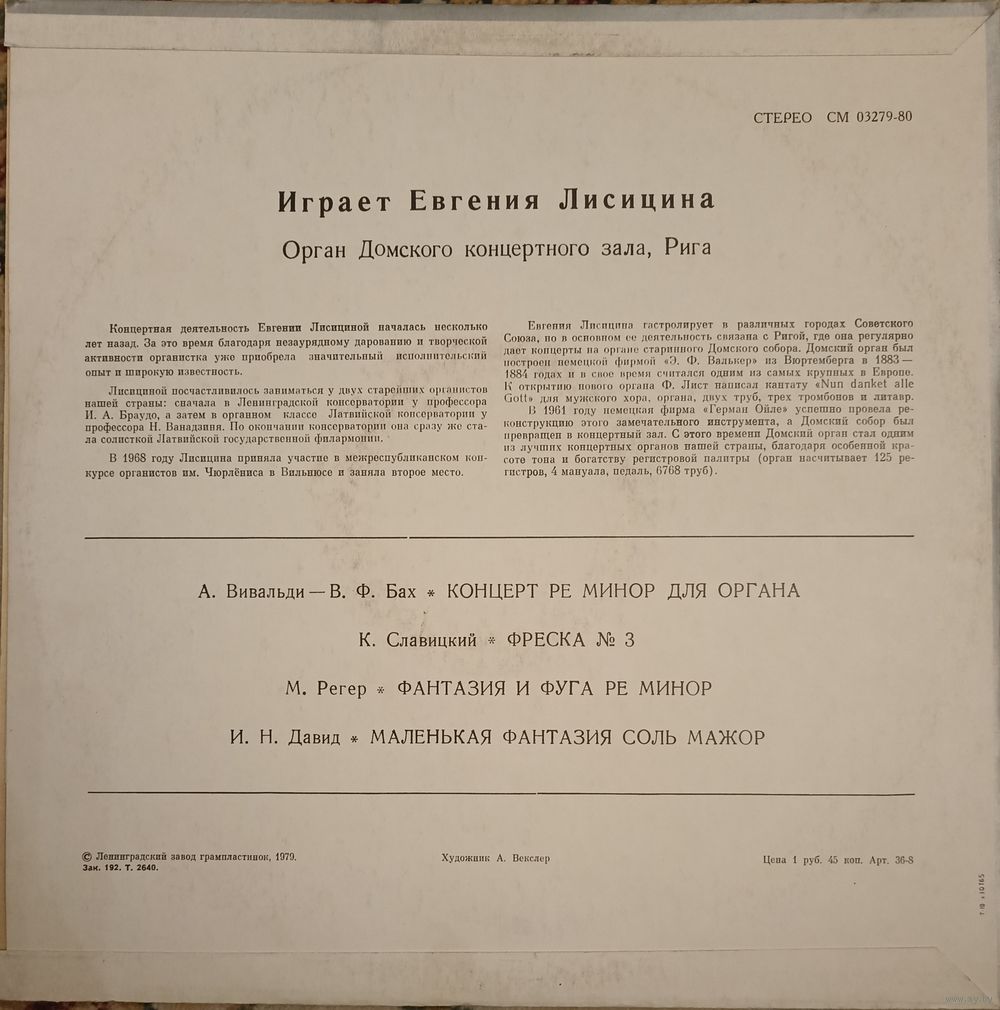 СТЕРЕО СМ 03279-80
Играет Евгения Лисицина
Орган Домского концертного зала, Рига
Концертная деятельность Евгении Лисициной началась несколько
лет назад. За это время благодаря незаурядному дарованию и творческой
активности органистка уже приобрела значительный исполнительский
опыт и широкую известность.
Лисициной посчастливилось заниматься у двух старейших органистов
нашей страны: сначала в Ленинградской консерватории у профессора
И. А. Браудо, а затем в органном классе Латвийской консерватории у
профессора Н. Ванадзиня. По окончании консерватории она сразу же ста-
ла солисткой Латвийской государственной филармонии.
В 1968 году Лисицина приняла участие в межреспубликанском кон-
курсе органистов им. Чюрлёниса в Вильнюсе и заняла второе место.
Евгения Лисицина гастролирует в различных городах Советского
Союза, но в основном ее деятельность связана с Ригой, где она регулярно
дает концерты на органе старинного Домского собора. Домский орган был
построен немецкой фирмой «Э. Ф. Валькер» из Вюртемберга в 1883—
1884 годах и в свое время считался одним из самых крупных в Европе.
К открытию нового органа Ф. Лист написал кантату «Nun danket alle
Gott» для мужского хора, органа, двух труб, трех тромбонов и литавр.
В 1961 году немецкая фирма «Герман Ойле» успешно провела ре-
конструкцию этого замечательного инструмента, а Домский собор был
превращен в концертный зал. С этого времени Домский орган стал одним
из лучших концертных органов нашей страны, благодаря особенной кра-
соте тона и богатству регистровой палитры (орган насчитывает 125 ре-
гистров, 4 мануала, педаль, 6768 труб).
А. Вивальди — В. Ф. Бах * КОНЦЕРТ РЕ МИНОР ДЛЯ ОРГАНА
К. Славицкий * ФРЕСКА № 3
М. Регер * ФАНТАЗИЯ И ФУГА РЕ МИНОР
И. Н. Давид * МАЛЕНЬКАЯ ФАНТАЗИЯ СОЛЬ МАЖОР
© Ленинградский завод грампластинок, 1979.
Зак. 192. Т. 2640.
Художник А. Векслер
Цена 1 руб. 45 коп. Арт. 36-8